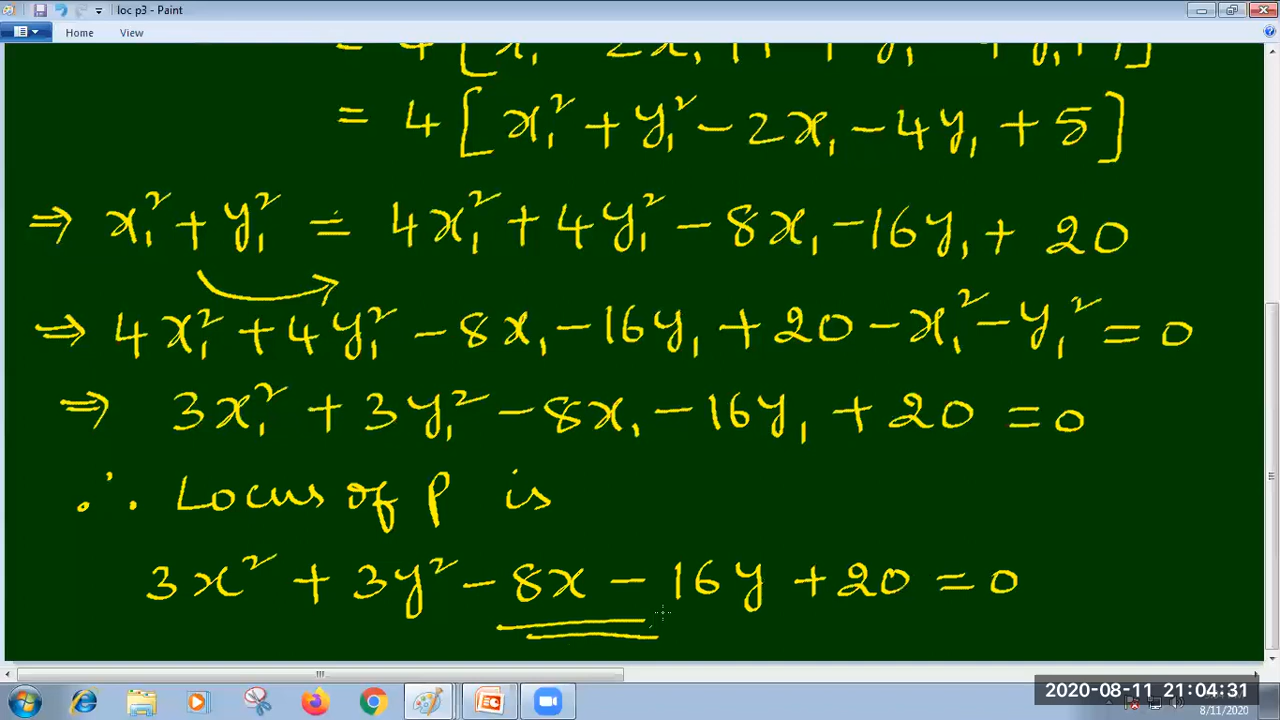 loc p3 - Paint
Home View
= 4 [ x₁² + y₁² - 2x₁ - 4y₁ + 5 ]
⇒ x₁² + y₁² = 4x₁² + 4y₁² - 8x₁ - 16y₁ + 20
⇒ 4x₁² + 4y₁² - 8x₁ - 16y₁ + 20 - x₁² - y₁² = 0
⇒ 3x₁² + 3y₁² - 8x₁ - 16y₁ + 20 = 0
∴ Locus of P is
3x² + 3y² - 8x - 16y + 20 = 0
2020-08-11 21:04:31
8/11/2020